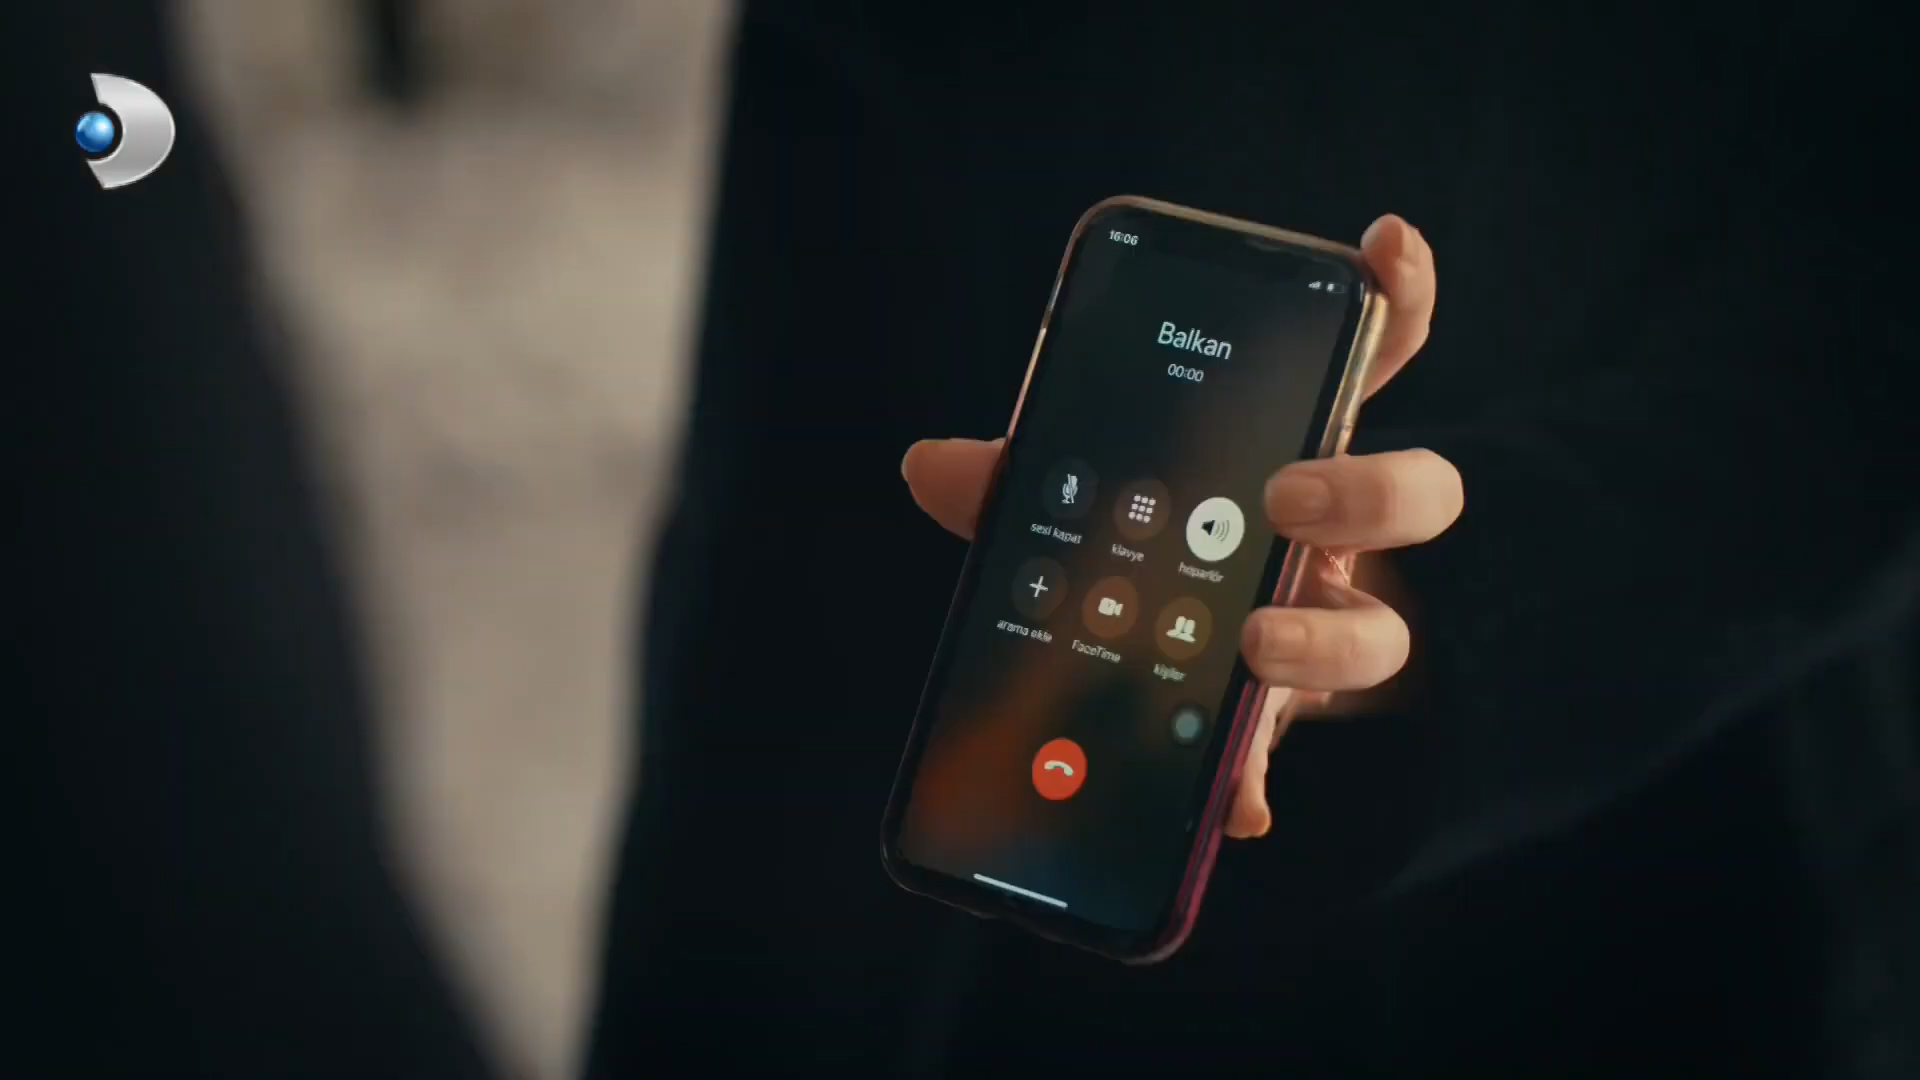 16:06
Balkan
00:00
sesi kapat
klavye
hoparlör
arama ekle
FaceTime
kişiler